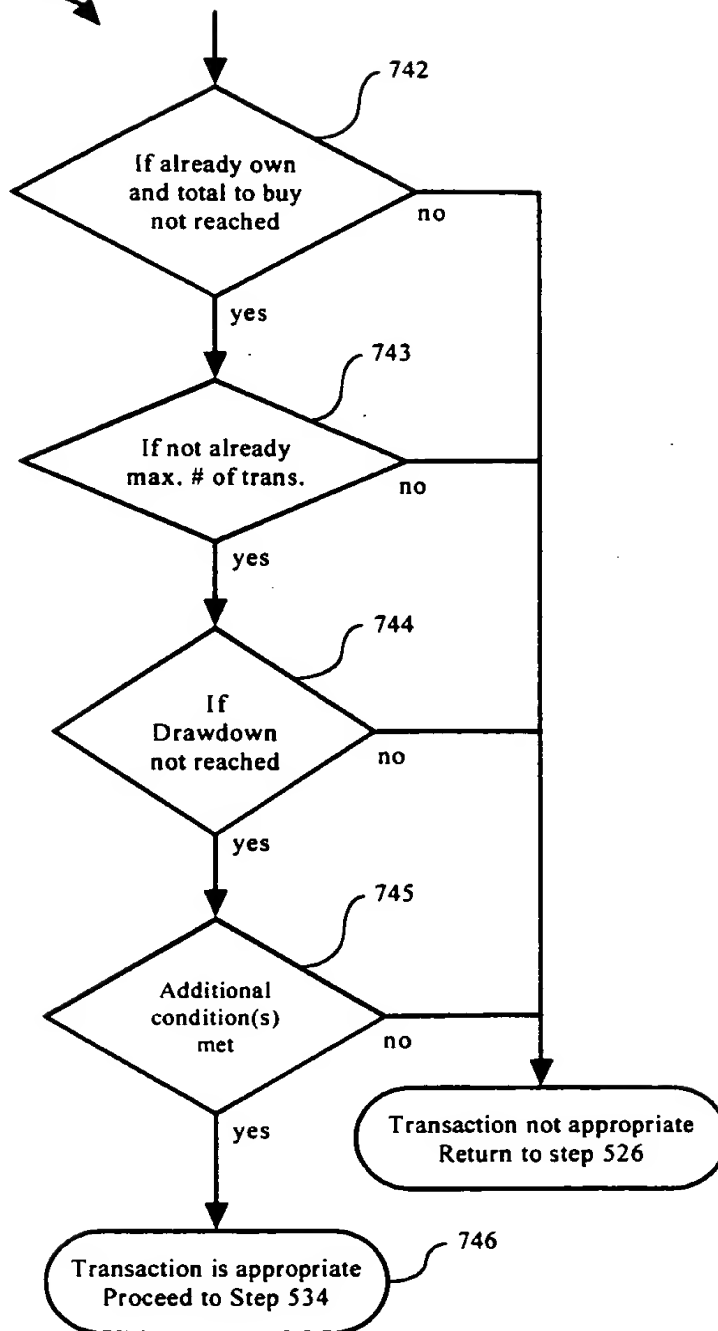 742
If already own
and total to buy
not reached
no
yes
743
If not already
max. # of trans.
no
yes
744
If
Drawdown
not reached
no
yes
745
Additional
condition(s)
met
no
yes
Transaction not appropriate
Return to step 526
746
Transaction is appropriate
Proceed to Step 534